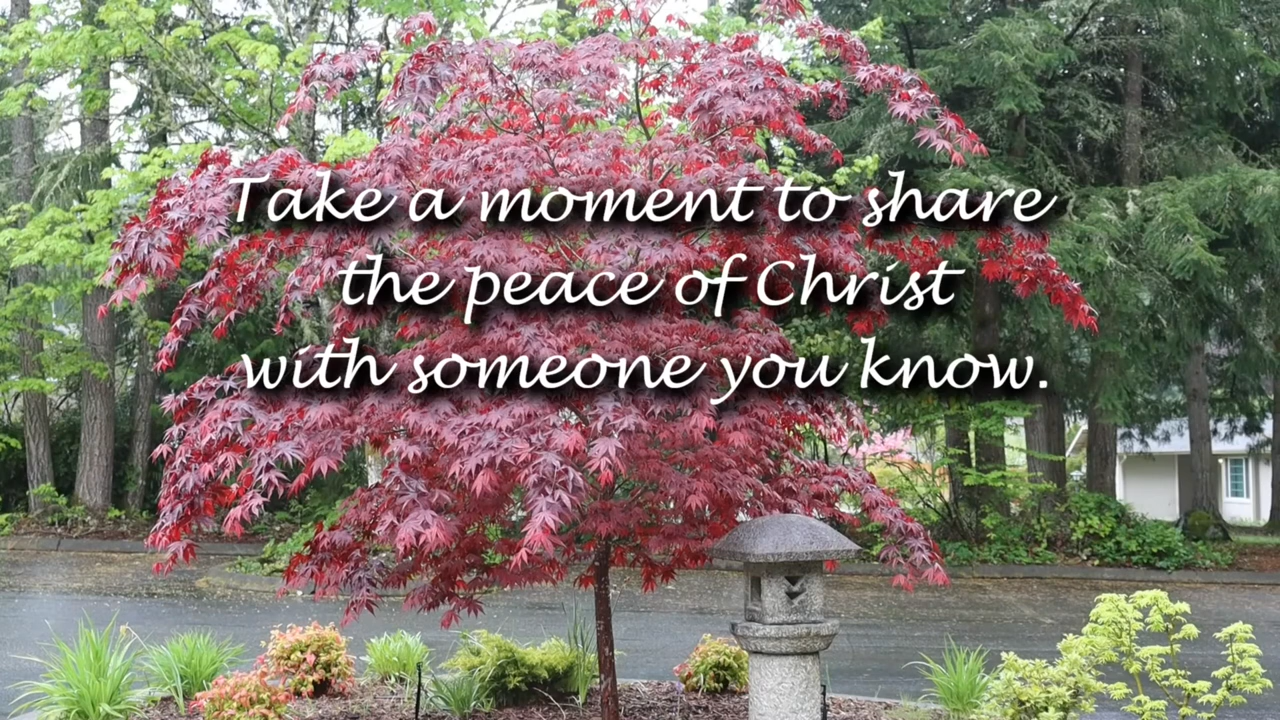 Take a moment to share
the peace of Christ
with someone you know.